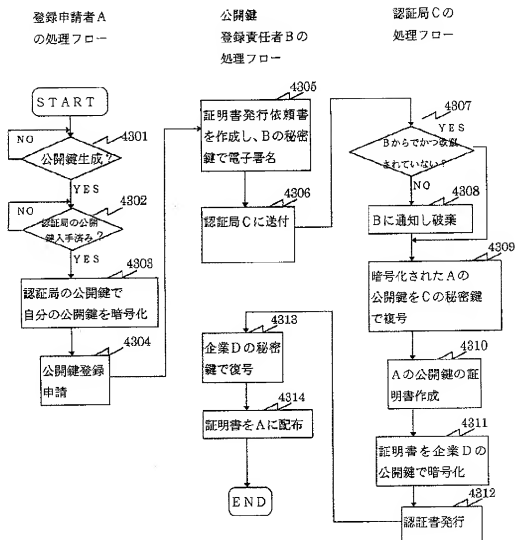 登録申請者A
の処理フロー
START
NO
4301
公開鍵生成?
YES
4302
NO
認証局の公開
鍵入手済み?
YES
4303
認証局の公開鍵で
自分の公開鍵を暗号化
4304
公開鍵登録
申請
公開鍵
登録責任者Bの
処理フロー
4305
証明書発行依頼書
を作成し、Bの秘密
鍵で電子署名
4306
認証局Cに送付
認証局Cの
処理フロー
4307
YES
Bからでかつ改竄
されていない?
NO
4308
Bに通知し破棄
4309
暗号化されたAの
公開鍵をCの秘密鍵
で復号
4310
Aの公開鍵の証
明書作成
4311
証明書を企業Dの
公開鍵で暗号化
4312
認証書発行
4313
企業Dの秘密
鍵で復号
4314
証明書をAに配布
END